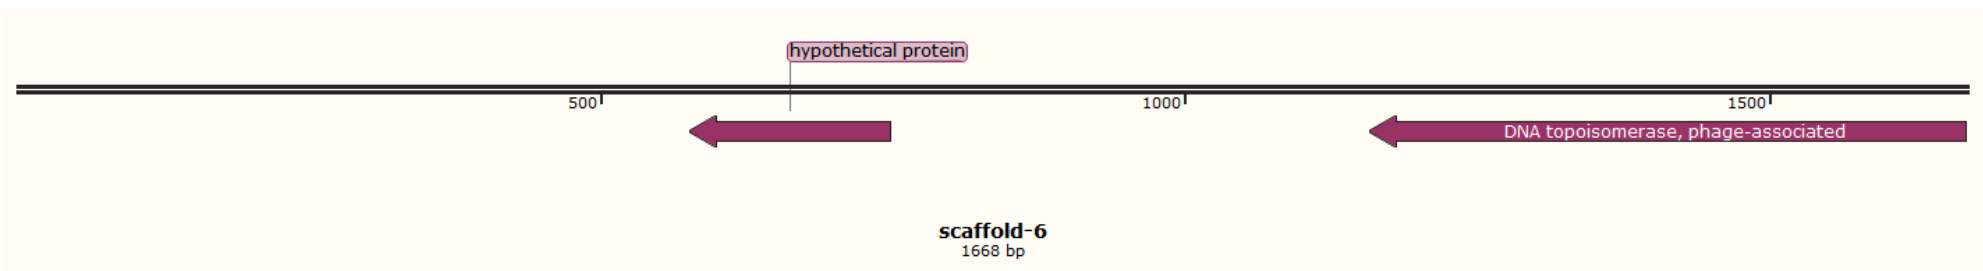 hypothetical protein
500
1000
1500
DNA topoisomerase, phage-associated
scaffold-6
1668 bp